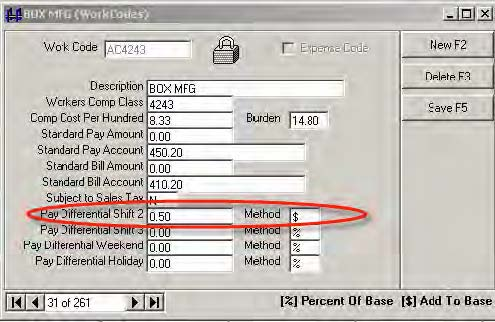 BOX MFG (WorkCodes)
Work Code AC4243 Expense Code New F2
Delete F3
Save F5
Description BOX MFG
Workers Comp Class 4243
Comp Cost Per Hundred 8.33 Burden 14.80
Standard Pay Amount 0.00
Standard Pay Account 450.20
Standard Bill Amount 0.00
Standard Bill Account 410.20
Subject to Sales Tax N
Pay Differential Shift 2 0.50 Method $
Pay Differential Shift 3 0.00 Method %
Pay Differential Weekend 0.00 Method %
Pay Differential Holiday 0.00 Method %
31 of 261 [%] Percent Of Base [$] Add To Base